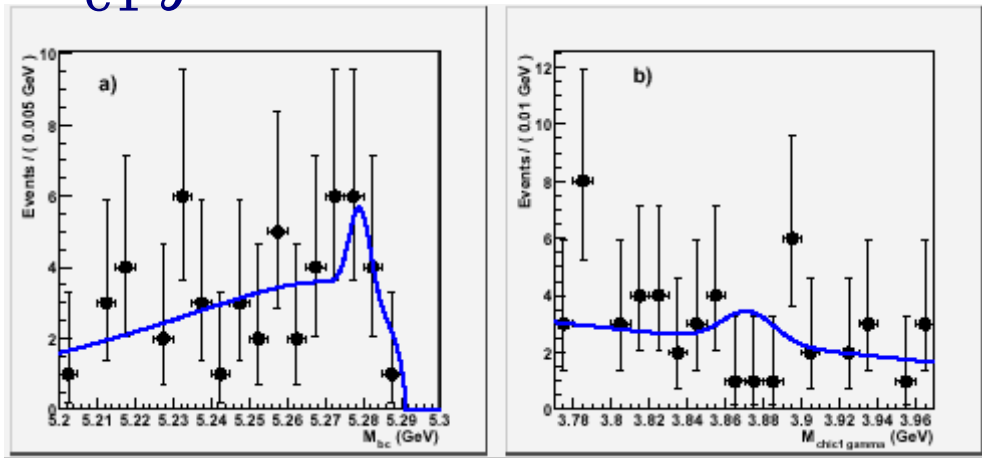 a)
Events / ( 0.005 GeV )
10
8
6
4
2
0
5.2 5.21 5.22 5.23 5.24 5.25 5.26 5.27 5.28 5.29 5.3
M bc (GeV)
b)
Events / ( 0.01 GeV )
12
10
8
6
4
2
0
3.78 3.8 3.82 3.84 3.86 3.88 3.9 3.92 3.94 3.96
M chic1 gamma (GeV)